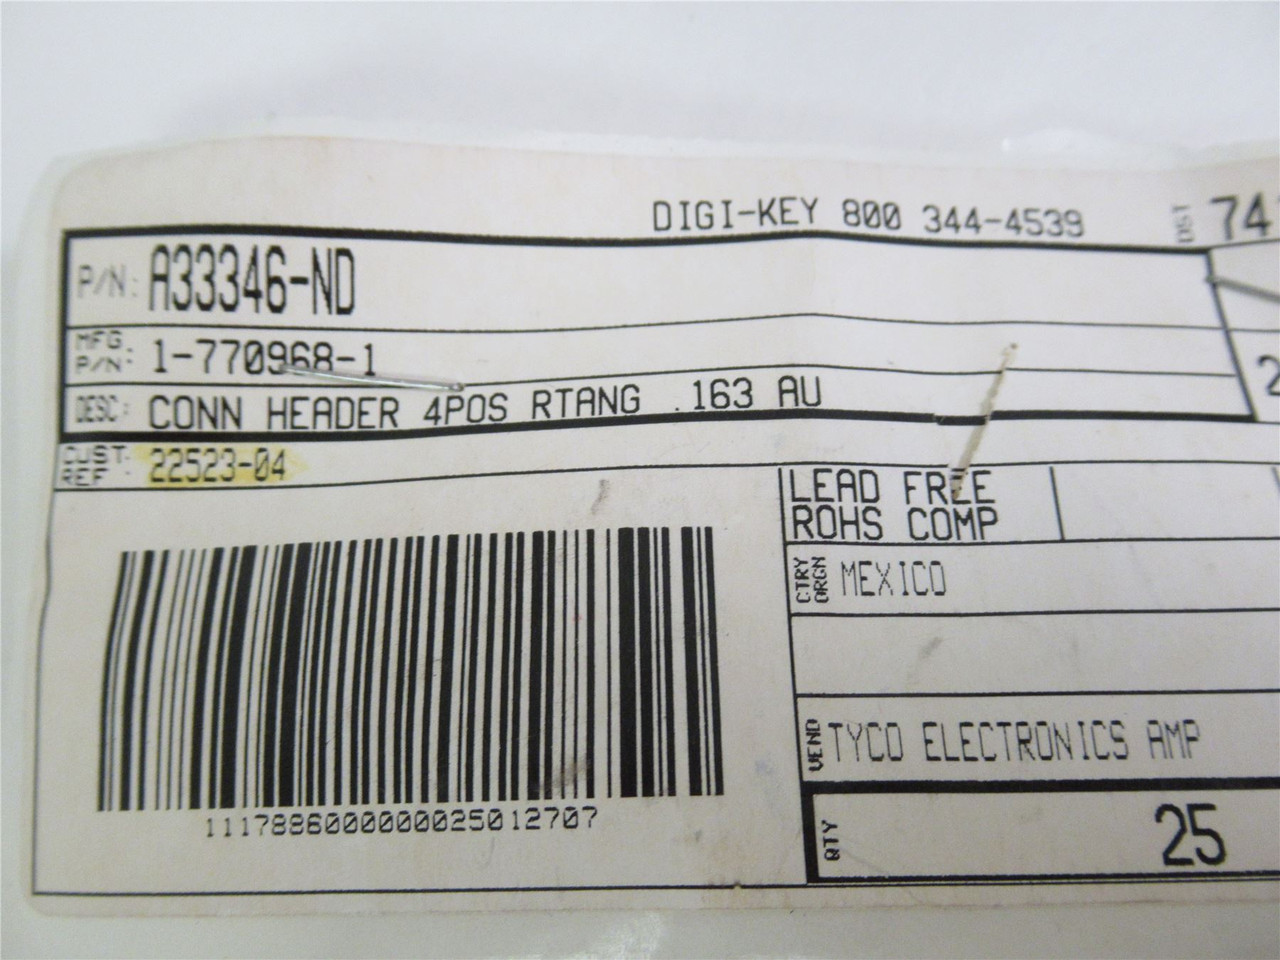 DIGI-KEY 800 344-4539
DST 74
P/N: A33346-ND
MFG. P/N: 1-770968-1
2
DESC: CONN HEADER 4POS RTANG .163 AU
CUST. REF : 22523-04
LEAD FREE
ROHS COMP
CTRY ORGN MEXICO
VEND TYCO ELECTRONICS AMP
QTY 25
1117886000000025012707